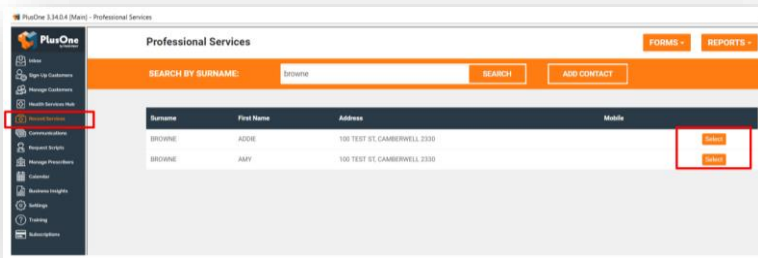 PlusOne 3.34.0.4 (Main) - Professional Services
PlusOne
Professional Services
FORMS
REPORTS
SEARCH BY SURNAME:
browne
SEARCH
ADD CONTACT
Inbox
Sign Up Customers
Manage Customers
Health Services Hub
Record Services
Communications
Request Scripts
Manage Prescribers
Calendar
Business Insights
Settings
Training
Subscriptions
Surname First Name Address Mobile
BROWNE ADDIE 100 TEST ST, CAMBERWELL 2330 Select
BROWNE AMY 100 TEST ST, CAMBERWELL 2330 Select